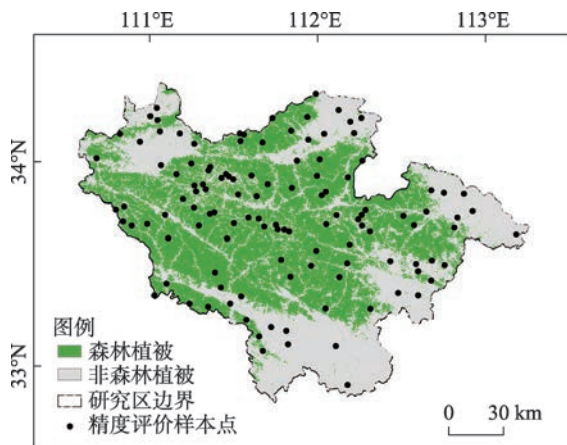 111°E 112°E 113°E
34°N
33°N
图例
森林植被
非森林植被
研究区边界
精度评价样本点
0 30 km